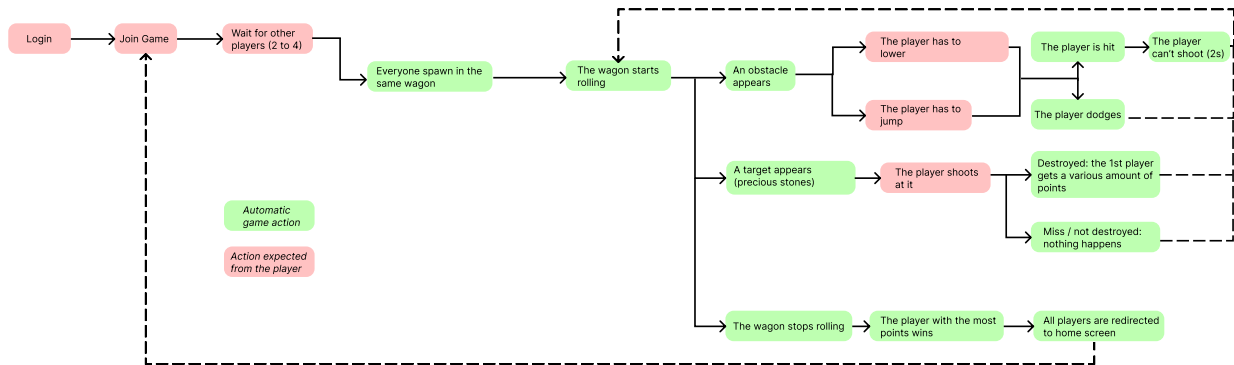 Login
Join Game
Wait for other
players (2 to 4)
Everyone spawn in the
same wagon
The wagon starts
rolling
An obstacle
appears
The player has to
lower
The player has to
jump
The player is hit
The player
can't shoot (2s)
The player dodges
A target appears
(precious stones)
The player shoots
at it
Destroyed: the 1st player
gets a various amount of
points
Miss / not destroyed:
nothing happens
The wagon stops rolling
The player with the most
points wins
All players are redirected
to home screen
Automatic
game action
Action expected
from the player